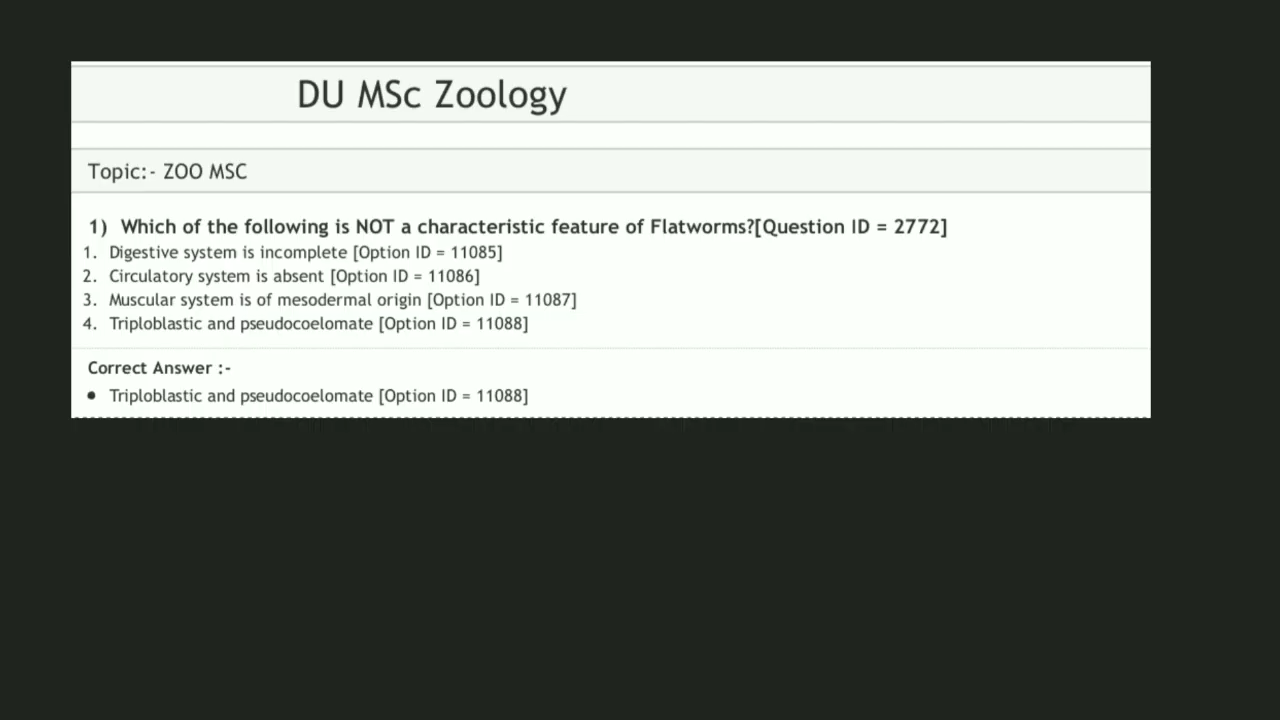 DU MSc Zoology
Topic:- ZOO MSC
1) Which of the following is NOT a characteristic feature of Flatworms?[Question ID = 2772]
1. Digestive system is incomplete [Option ID = 11085]
2. Circulatory system is absent [Option ID = 11086]
3. Muscular system is of mesodermal origin [Option ID = 11087]
4. Triploblastic and pseudocoelomate [Option ID = 11088]
Correct Answer :-
• Triploblastic and pseudocoelomate [Option ID = 11088]